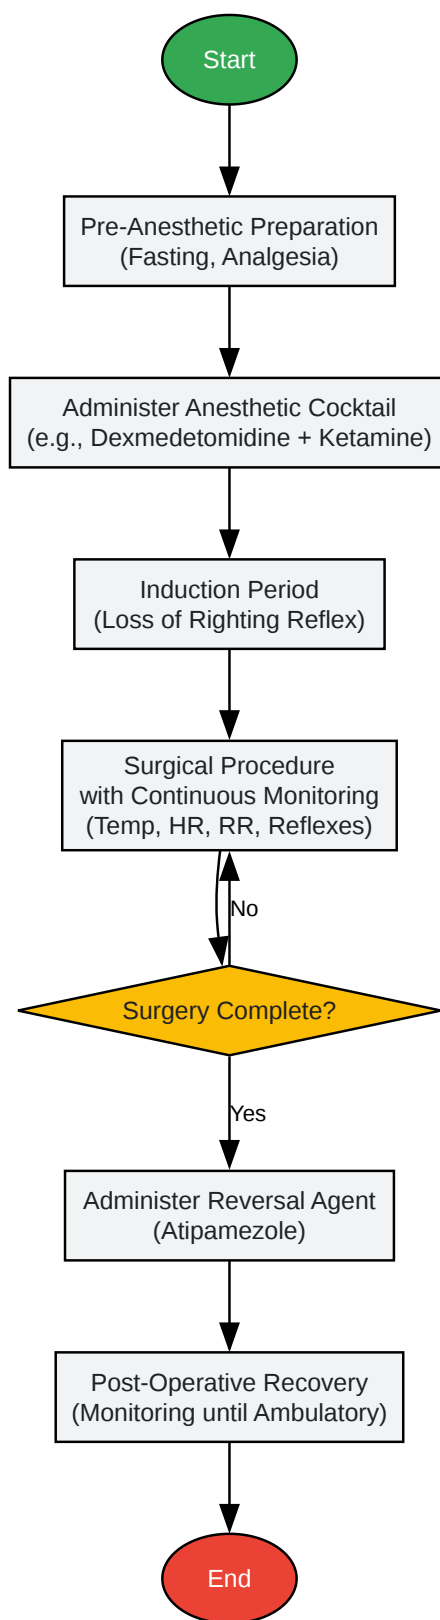 Start
Pre-Anesthetic Preparation
(Fasting, Analgesia)
Administer Anesthetic Cocktail
(e.g., Dexmedetomidine + Ketamine)
Induction Period
(Loss of Righting Reflex)
Surgical Procedure
with Continuous Monitoring
(Temp, HR, RR, Reflexes)
No
Surgery Complete?
Yes
Administer Reversal Agent
(Atipamezole)
Post-Operative Recovery
(Monitoring until Ambulatory)
End